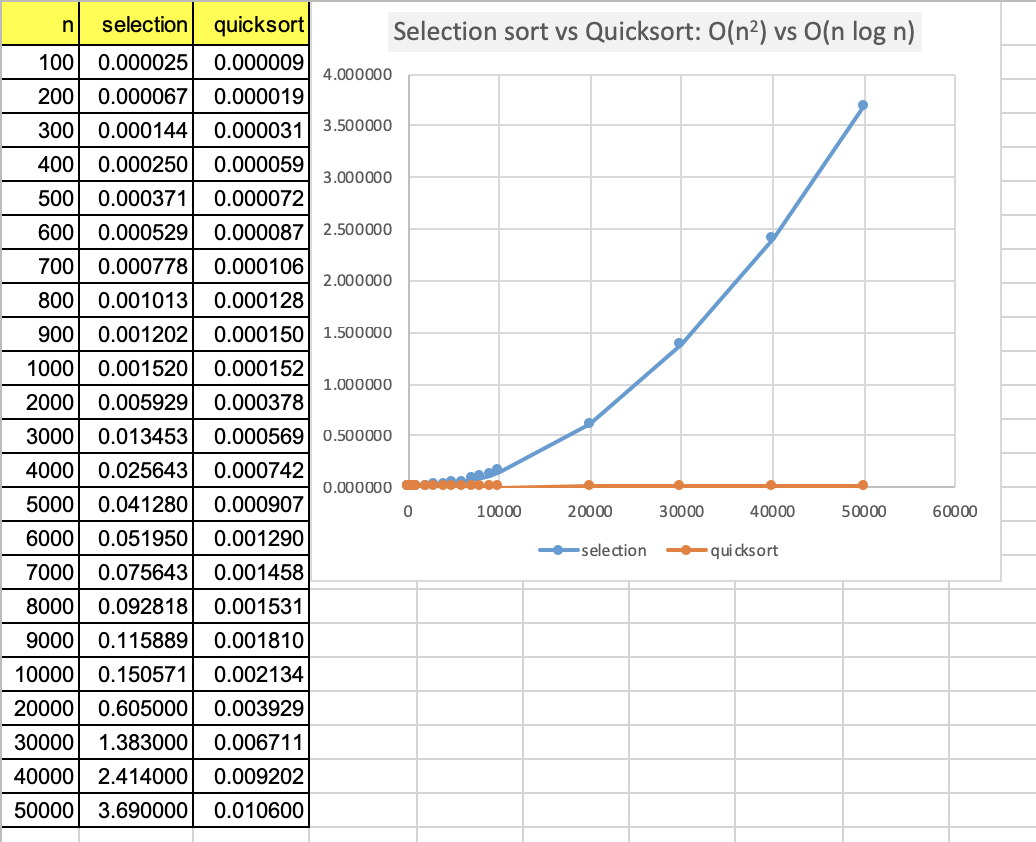 n selection quicksort
100 0.000025 0.000009
200 0.000067 0.000019
300 0.000144 0.000031
400 0.000250 0.000059
500 0.000371 0.000072
600 0.000529 0.000087
700 0.000778 0.000106
800 0.001013 0.000128
900 0.001202 0.000150
1000 0.001520 0.000152
2000 0.005929 0.000378
3000 0.013453 0.000569
4000 0.025643 0.000742
5000 0.041280 0.000907
6000 0.051950 0.001290
7000 0.075643 0.001458
8000 0.092818 0.001531
9000 0.115889 0.001810
10000 0.150571 0.002134
20000 0.605000 0.003929
30000 1.383000 0.006711
40000 2.414000 0.009202
50000 3.690000 0.010600
Selection sort vs Quicksort: O(n²) vs O(n log n)
4.000000
3.500000
3.000000
2.500000
2.000000
1.500000
1.000000
0.500000
0.000000
0 10000 20000 30000 40000 50000 60000
selection quicksort